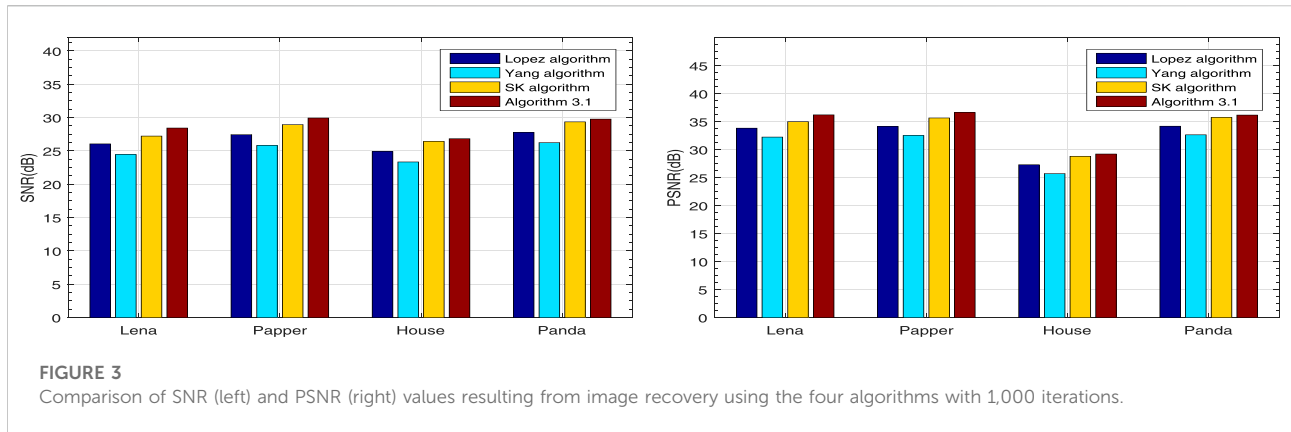 40
35
30
25
20
15
10
5
0
SNR(dB)
Lopez algorithm
Yang algorithm
SK algorithm
Algorithm 3.1
Lena
Papper
House
Panda
45
40
35
30
25
20
15
10
5
0
PSNR(dB)
Lopez algorithm
Yang algorithm
SK algorithm
Algorithm 3.1
Lena
Papper
House
Panda
FIGURE 3
Comparison of SNR (left) and PSNR (right) values resulting from image recovery using the four algorithms with 1,000 iterations.